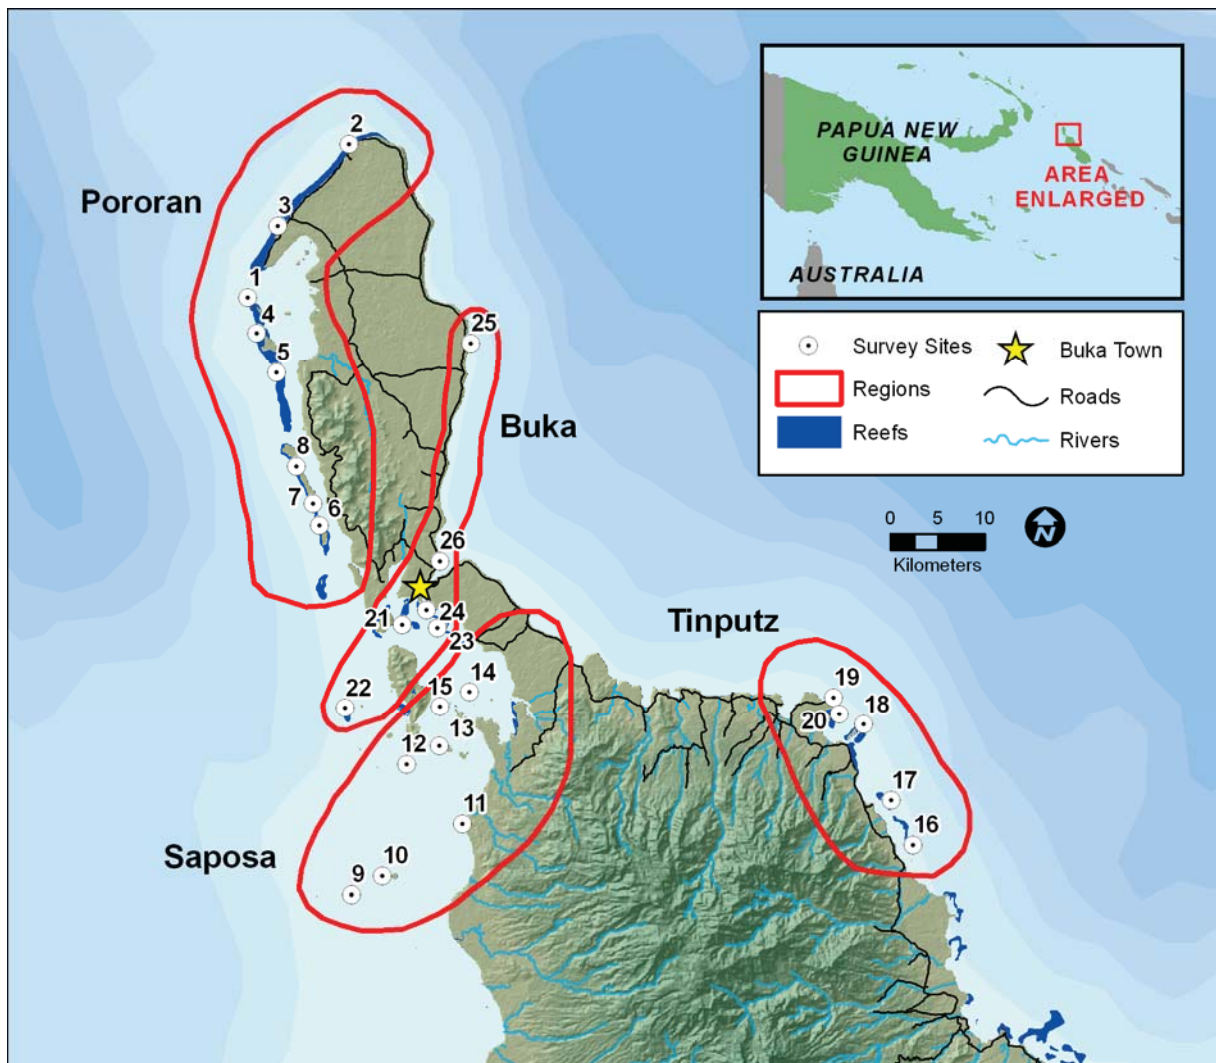 2
Pororan
3
1
4
5
8
7
6
25
Buka
26
24
21
23
22
15
14
13
12
11
10
9
Saposa
Tinputz
19
20
18
17
16
PAPUA NEW
GUINEA
AREA
ENLARGED
AUSTRALIA
Survey Sites
Buka Town
Regions
Roads
Reefs
Rivers
0 5 10
Kilometers
N